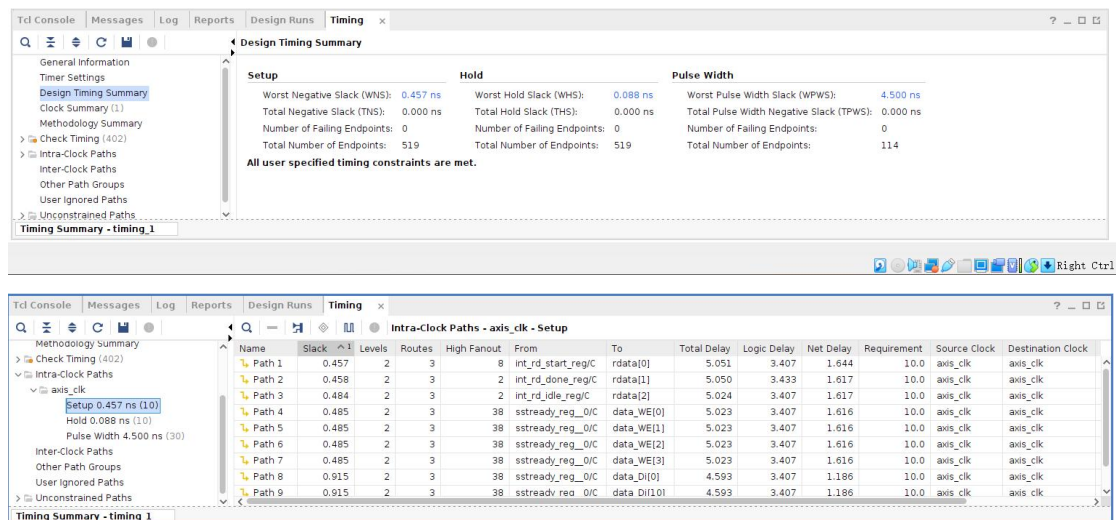 Tcl Console Messages Log Reports Design Runs Timing × ? _ □ ⧉
Design Timing Summary
General Information
Timer Settings
Design Timing Summary
Clock Summary (1)
Methodology Summary
Check Timing (402)
Intra-Clock Paths
Inter-Clock Paths
Other Path Groups
User Ignored Paths
Unconstrained Paths
Setup Hold Pulse Width
Worst Negative Slack (WNS): 0.457 ns Worst Hold Slack (WHS): 0.088 ns Worst Pulse Width Slack (WPWS): 4.500 ns
Total Negative Slack (TNS): 0.000 ns Total Hold Slack (THS): 0.000 ns Total Pulse Width Negative Slack (TPWS): 0.000 ns
Number of Failing Endpoints: 0 Number of Failing Endpoints: 0 Number of Failing Endpoints: 0
Total Number of Endpoints: 519 Total Number of Endpoints: 519 Total Number of Endpoints: 114
All user specified timing constraints are met.
Timing Summary - timing_1
Right Ctrl
Tcl Console Messages Log Reports Design Runs Timing × ? _ □ ⧉
Intra-Clock Paths - axis_clk - Setup
Methodology Summary
Check Timing (402)
Intra-Clock Paths
axis_clk
Setup 0.457 ns (10)
Hold 0.088 ns (10)
Pulse Width 4.500 ns (30)
Inter-Clock Paths
Other Path Groups
User Ignored Paths
Unconstrained Paths
Name Slack ^1 Levels Routes High Fanout From To Total Delay Logic Delay Net Delay Requirement Source Clock Destination Clock
Path 1 0.457 2 3 8 int_rd_start_reg/C rdata[0] 5.051 3.407 1.644 10.0 axis_clk axis_clk
Path 2 0.458 2 3 2 int_rd_done_reg/C rdata[1] 5.050 3.433 1.617 10.0 axis_clk axis_clk
Path 3 0.484 2 3 2 int_rd_idle_reg/C rdata[2] 5.024 3.407 1.617 10.0 axis_clk axis_clk
Path 4 0.485 2 3 38 sstready_reg__0/C data_WE[0] 5.023 3.407 1.616 10.0 axis_clk axis_clk
Path 5 0.485 2 3 38 sstready_reg__0/C data_WE[1] 5.023 3.407 1.616 10.0 axis_clk axis_clk
Path 6 0.485 2 3 38 sstready_reg__0/C data_WE[2] 5.023 3.407 1.616 10.0 axis_clk axis_clk
Path 7 0.485 2 3 38 sstready_reg__0/C data_WE[3] 5.023 3.407 1.616 10.0 axis_clk axis_clk
Path 8 0.915 2 3 38 sstready_reg__0/C data_Di[0] 4.593 3.407 1.186 10.0 axis_clk axis_clk
Path 9 0.915 2 3 38 sstready_reg__0/C data_Di[10] 4.593 3.407 1.186 10.0 axis_clk axis_clk
Timing Summary - timing_1